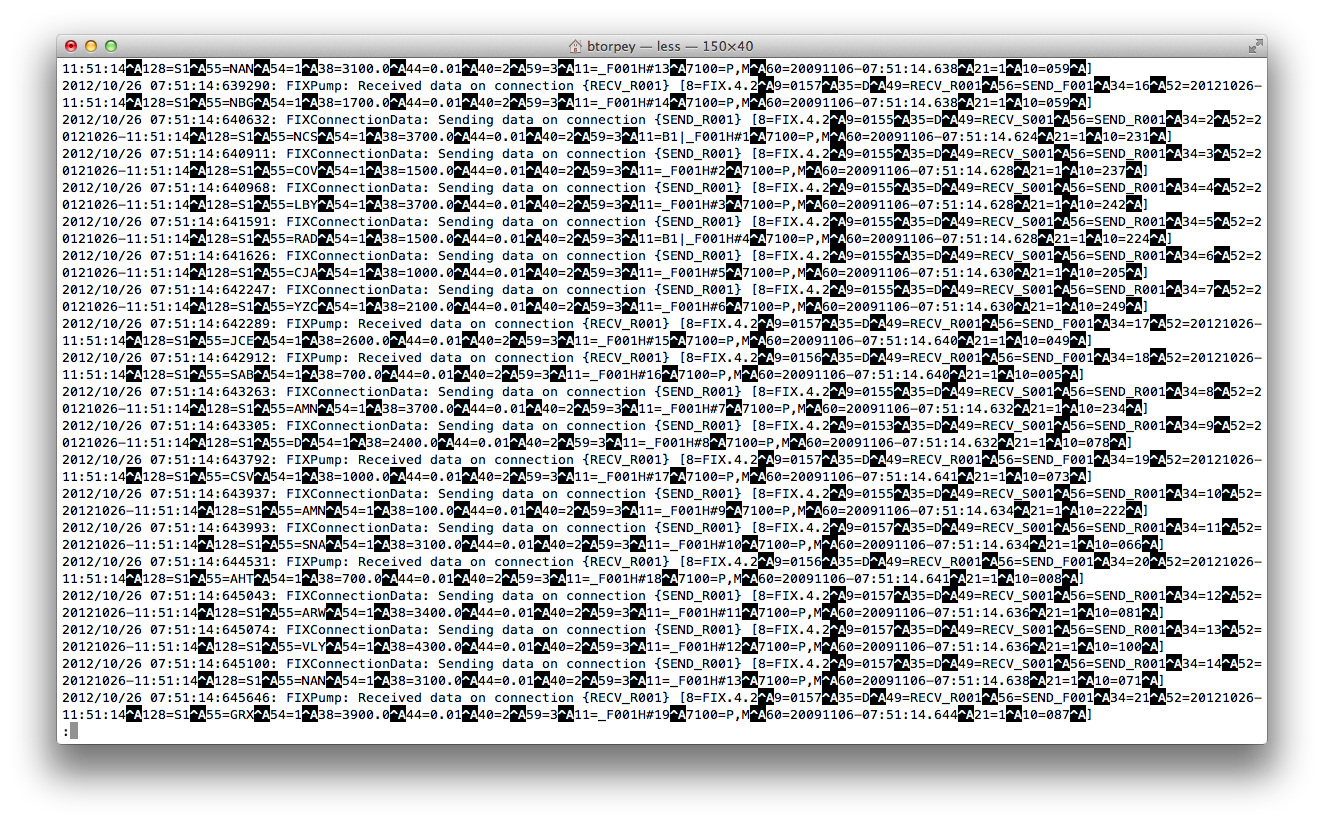 btorpey — less — 150×40
11:51:14^A128=S1^A55=NAN^A54=1^A38=3100.0^A44=0.01^A40=2^A59=3^A11=_F001H#13^A7100=P,M^A60=20091106-07:51:14.638^A21=1^A10=059^A]
2012/10/26 07:51:14:639290: FIXPump: Received data on connection {RECV_R001} [8=FIX.4.2^A9=0157^A35=D^A49=RECV_R001^A56=SEND_F001^A34=16^A52=20121026-
11:51:14^A128=S1^A55=NBG^A54=1^A38=1700.0^A44=0.01^A40=2^A59=3^A11=_F001H#14^A7100=P,M^A60=20091106-07:51:14.638^A21=1^A10=059^A]
2012/10/26 07:51:14:640632: FIXConnectionData: Sending data on connection {SEND_R001} [8=FIX.4.2^A9=0155^A35=D^A49=RECV_S001^A56=SEND_R001^A34=2^A52=2
0121026-11:51:14^A128=S1^A55=NCS^A54=1^A38=3700.0^A44=0.01^A40=2^A59=3^A11=B1|_F001H#1^A7100=P,M^A60=20091106-07:51:14.624^A21=1^A10=231^A]
2012/10/26 07:51:14:640911: FIXConnectionData: Sending data on connection {SEND_R001} [8=FIX.4.2^A9=0155^A35=D^A49=RECV_S001^A56=SEND_R001^A34=3^A52=2
0121026-11:51:14^A128=S1^A55=COV^A54=1^A38=1500.0^A44=0.01^A40=2^A59=3^A11=_F001H#2^A7100=P,M^A60=20091106-07:51:14.628^A21=1^A10=237^A]
2012/10/26 07:51:14:640968: FIXConnectionData: Sending data on connection {SEND_R001} [8=FIX.4.2^A9=0155^A35=D^A49=RECV_S001^A56=SEND_R001^A34=4^A52=2
0121026-11:51:14^A128=S1^A55=LBY^A54=1^A38=3700.0^A44=0.01^A40=2^A59=3^A11=_F001H#3^A7100=P,M^A60=20091106-07:51:14.628^A21=1^A10=242^A]
2012/10/26 07:51:14:641591: FIXConnectionData: Sending data on connection {SEND_R001} [8=FIX.4.2^A9=0155^A35=D^A49=RECV_S001^A56=SEND_R001^A34=5^A52=2
0121026-11:51:14^A128=S1^A55=RAD^A54=1^A38=1500.0^A44=0.01^A40=2^A59=3^A11=B1|_F001H#4^A7100=P,M^A60=20091106-07:51:14.628^A21=1^A10=224^A]
2012/10/26 07:51:14:641626: FIXConnectionData: Sending data on connection {SEND_R001} [8=FIX.4.2^A9=0155^A35=D^A49=RECV_S001^A56=SEND_R001^A34=6^A52=2
0121026-11:51:14^A128=S1^A55=CJA^A54=1^A38=1000.0^A44=0.01^A40=2^A59=3^A11=_F001H#5^A7100=P,M^A60=20091106-07:51:14.630^A21=1^A10=205^A]
2012/10/26 07:51:14:642247: FIXConnectionData: Sending data on connection {SEND_R001} [8=FIX.4.2^A9=0155^A35=D^A49=RECV_S001^A56=SEND_R001^A34=7^A52=2
0121026-11:51:14^A128=S1^A55=YZC^A54=1^A38=2100.0^A44=0.01^A40=2^A59=3^A11=_F001H#6^A7100=P,M^A60=20091106-07:51:14.630^A21=1^A10=249^A]
2012/10/26 07:51:14:642289: FIXPump: Received data on connection {RECV_R001} [8=FIX.4.2^A9=0157^A35=D^A49=RECV_R001^A56=SEND_F001^A34=17^A52=20121026-
11:51:14^A128=S1^A55=JCE^A54=1^A38=2600.0^A44=0.01^A40=2^A59=3^A11=_F001H#15^A7100=P,M^A60=20091106-07:51:14.640^A21=1^A10=049^A]
2012/10/26 07:51:14:642912: FIXPump: Received data on connection {RECV_R001} [8=FIX.4.2^A9=0156^A35=D^A49=RECV_R001^A56=SEND_F001^A34=18^A52=20121026-
11:51:14^A128=S1^A55=SAB^A54=1^A38=700.0^A44=0.01^A40=2^A59=3^A11=_F001H#16^A7100=P,M^A60=20091106-07:51:14.640^A21=1^A10=005^A]
2012/10/26 07:51:14:643263: FIXConnectionData: Sending data on connection {SEND_R001} [8=FIX.4.2^A9=0155^A35=D^A49=RECV_S001^A56=SEND_R001^A34=8^A52=2
0121026-11:51:14^A128=S1^A55=AMN^A54=1^A38=3700.0^A44=0.01^A40=2^A59=3^A11=_F001H#7^A7100=P,M^A60=20091106-07:51:14.632^A21=1^A10=234^A]
2012/10/26 07:51:14:643305: FIXConnectionData: Sending data on connection {SEND_R001} [8=FIX.4.2^A9=0153^A35=D^A49=RECV_S001^A56=SEND_R001^A34=9^A52=2
0121026-11:51:14^A128=S1^A55=D^A54=1^A38=2400.0^A44=0.01^A40=2^A59=3^A11=_F001H#8^A7100=P,M^A60=20091106-07:51:14.632^A21=1^A10=078^A]
2012/10/26 07:51:14:643792: FIXPump: Received data on connection {RECV_R001} [8=FIX.4.2^A9=0157^A35=D^A49=RECV_R001^A56=SEND_F001^A34=19^A52=20121026-
11:51:14^A128=S1^A55=CSV^A54=1^A38=1000.0^A44=0.01^A40=2^A59=3^A11=_F001H#17^A7100=P,M^A60=20091106-07:51:14.641^A21=1^A10=073^A]
2012/10/26 07:51:14:643937: FIXConnectionData: Sending data on connection {SEND_R001} [8=FIX.4.2^A9=0155^A35=D^A49=RECV_S001^A56=SEND_R001^A34=10^A52=
20121026-11:51:14^A128=S1^A55=AMN^A54=1^A38=100.0^A44=0.01^A40=2^A59=3^A11=_F001H#9^A7100=P,M^A60=20091106-07:51:14.634^A21=1^A10=222^A]
2012/10/26 07:51:14:643993: FIXConnectionData: Sending data on connection {SEND_R001} [8=FIX.4.2^A9=0157^A35=D^A49=RECV_S001^A56=SEND_R001^A34=11^A52=
20121026-11:51:14^A128=S1^A55=SNA^A54=1^A38=3100.0^A44=0.01^A40=2^A59=3^A11=_F001H#10^A7100=P,M^A60=20091106-07:51:14.634^A21=1^A10=066^A]
2012/10/26 07:51:14:644531: FIXPump: Received data on connection {RECV_R001} [8=FIX.4.2^A9=0156^A35=D^A49=RECV_R001^A56=SEND_F001^A34=20^A52=20121026-
11:51:14^A128=S1^A55=AHT^A54=1^A38=700.0^A44=0.01^A40=2^A59=3^A11=_F001H#18^A7100=P,M^A60=20091106-07:51:14.641^A21=1^A10=008^A]
2012/10/26 07:51:14:645043: FIXConnectionData: Sending data on connection {SEND_R001} [8=FIX.4.2^A9=0157^A35=D^A49=RECV_S001^A56=SEND_R001^A34=12^A52=
20121026-11:51:14^A128=S1^A55=ARW^A54=1^A38=3400.0^A44=0.01^A40=2^A59=3^A11=_F001H#11^A7100=P,M^A60=20091106-07:51:14.636^A21=1^A10=081^A]
2012/10/26 07:51:14:645074: FIXConnectionData: Sending data on connection {SEND_R001} [8=FIX.4.2^A9=0157^A35=D^A49=RECV_S001^A56=SEND_R001^A34=13^A52=
20121026-11:51:14^A128=S1^A55=VLY^A54=1^A38=4300.0^A44=0.01^A40=2^A59=3^A11=_F001H#12^A7100=P,M^A60=20091106-07:51:14.636^A21=1^A10=100^A]
2012/10/26 07:51:14:645100: FIXConnectionData: Sending data on connection {SEND_R001} [8=FIX.4.2^A9=0157^A35=D^A49=RECV_S001^A56=SEND_R001^A34=14^A52=
20121026-11:51:14^A128=S1^A55=NAN^A54=1^A38=3100.0^A44=0.01^A40=2^A59=3^A11=_F001H#13^A7100=P,M^A60=20091106-07:51:14.638^A21=1^A10=071^A]
2012/10/26 07:51:14:645646: FIXPump: Received data on connection {RECV_R001} [8=FIX.4.2^A9=0157^A35=D^A49=RECV_R001^A56=SEND_F001^A34=21^A52=20121026-
11:51:14^A128=S1^A55=GRX^A54=1^A38=3900.0^A44=0.01^A40=2^A59=3^A11=_F001H#19^A7100=P,M^A60=20091106-07:51:14.644^A21=1^A10=087^A]
: